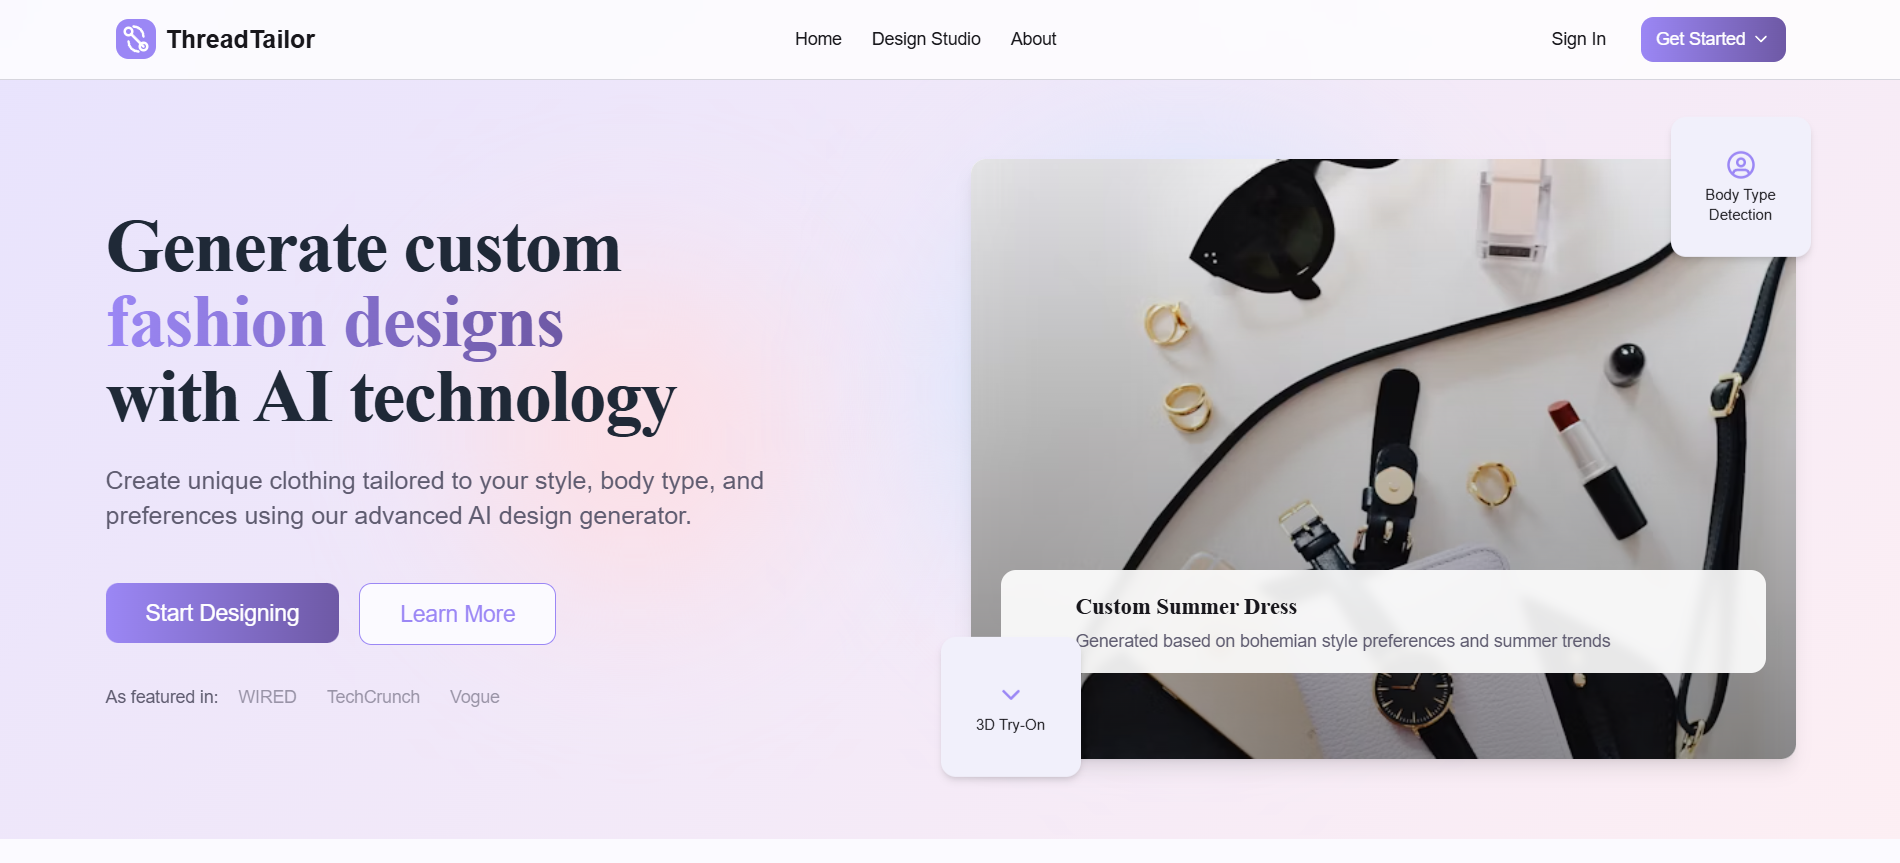 ThreadTailor
Home
Design Studio
About
Sign In
Get Started
Generate custom
fashion designs
with AI technology
Create unique clothing tailored to your style, body type, and
preferences using our advanced AI design generator.
Start Designing
Learn More
As featured in:
WIRED
TechCrunch
Vogue
Body Type
Detection
Custom Summer Dress
Generated based on bohemian style preferences and summer trends
3D Try-On